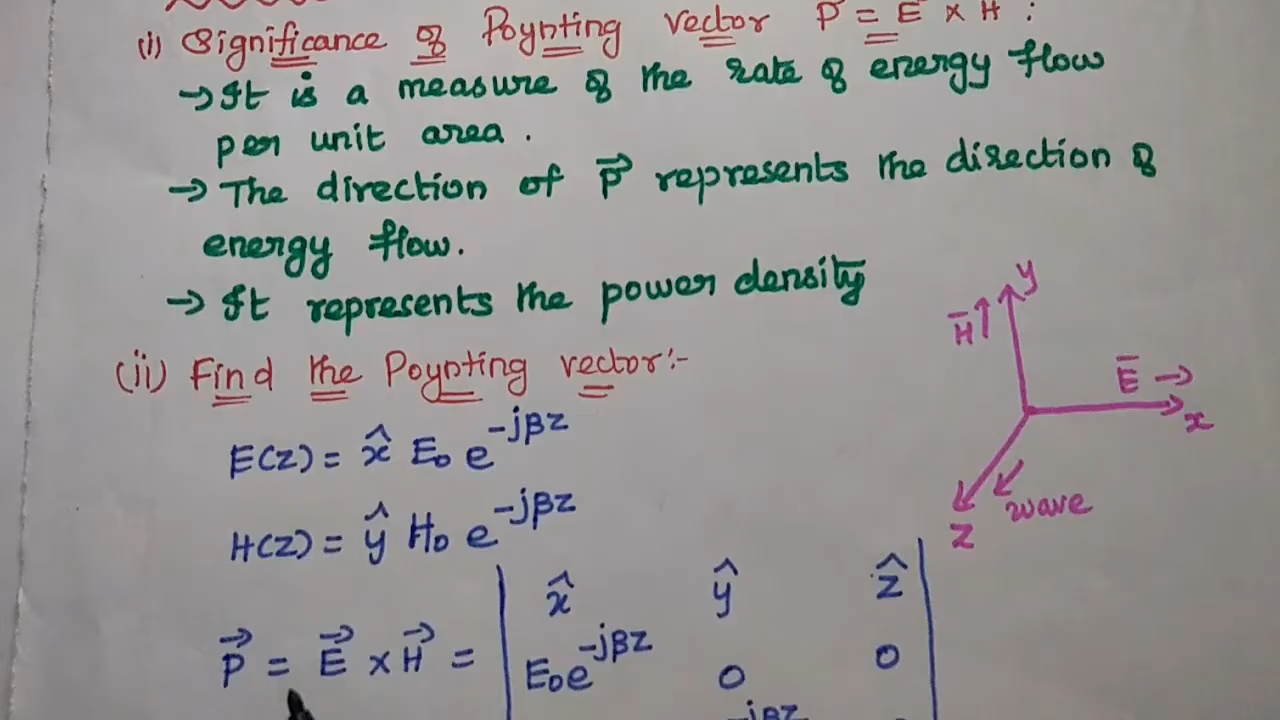 (i) Significance of Poynting vector P = E × H :
→ It is a measure of the rate of energy flow
per unit area.
→ The direction of P⃗ represents the direction of
energy flow.
→ It represents the power density
(ii) Find the Poynting vector:-
E(z) = x̂ E₀ e^-jβz
H(z) = ŷ H₀ e^-jβz
P⃗ = E⃗ × H⃗ = | x̂ ŷ ẑ |
E₀e^-jβz 0 0
-jβz
y
H̅ ↑
E̅ →
x
wave
z